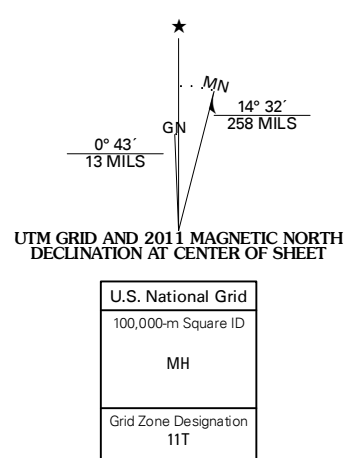 ★
MN
GN
14° 32´
258 MILS
0° 43´
13 MILS
UTM GRID AND 2011 MAGNETIC NORTH
DECLINATION AT CENTER OF SHEET
U.S. National Grid
100,000-m Square ID
MH
Grid Zone Designation
11T